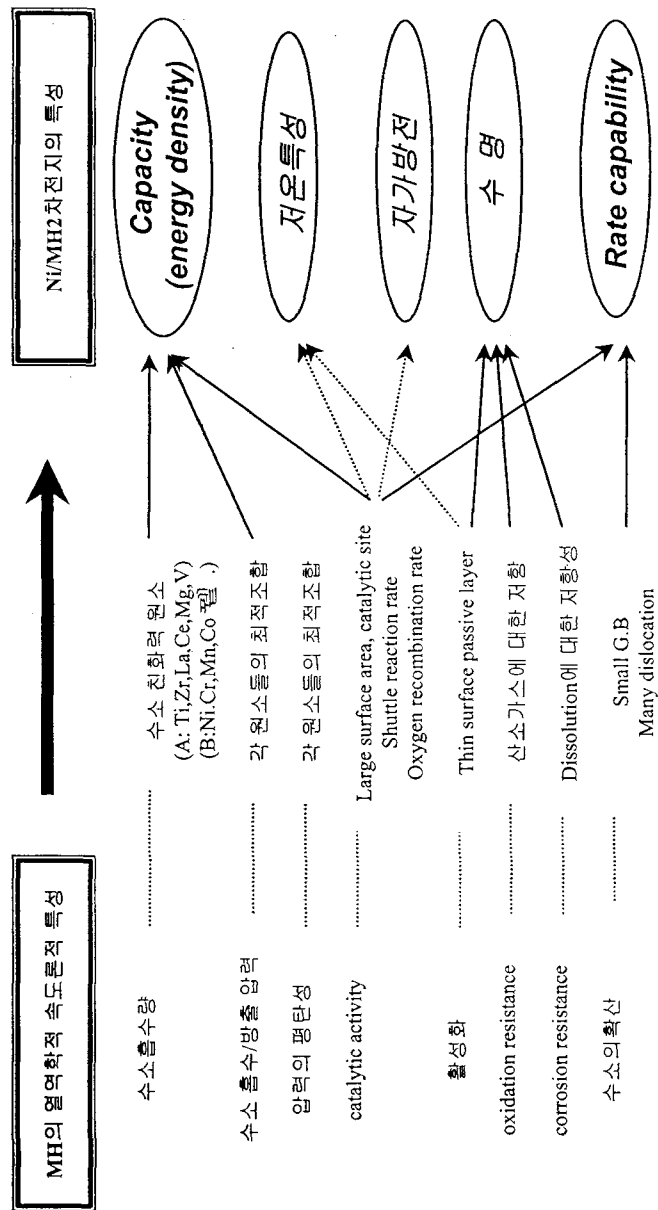 MH의 열역학적 속도론적 특성
Ni/MH2차전지의 특성
수소흡수량
수소 친화력 원소
(A: Ti,Zr,La,Ce,Mg,V)
(B:Ni.Cr,Mn,Co .)
Capacity
(energy density)
수소 흡수/방출 압력
각 원소들의 최적조합
저온특성
압력의 평탄성
각 원소들의 최적조합
catalytic activity
Large surface area, catalytic site
Shuttle reaction rate
Oxygen recombination rate
자가방전
활성화
Thin surface passive layer
수 명
oxidation resistance
산소가스에 대한 저항
corrosion resistance
Dissolution에 대한 저항성
수소의확산
Small G.B
Many dislocation
Rate capability